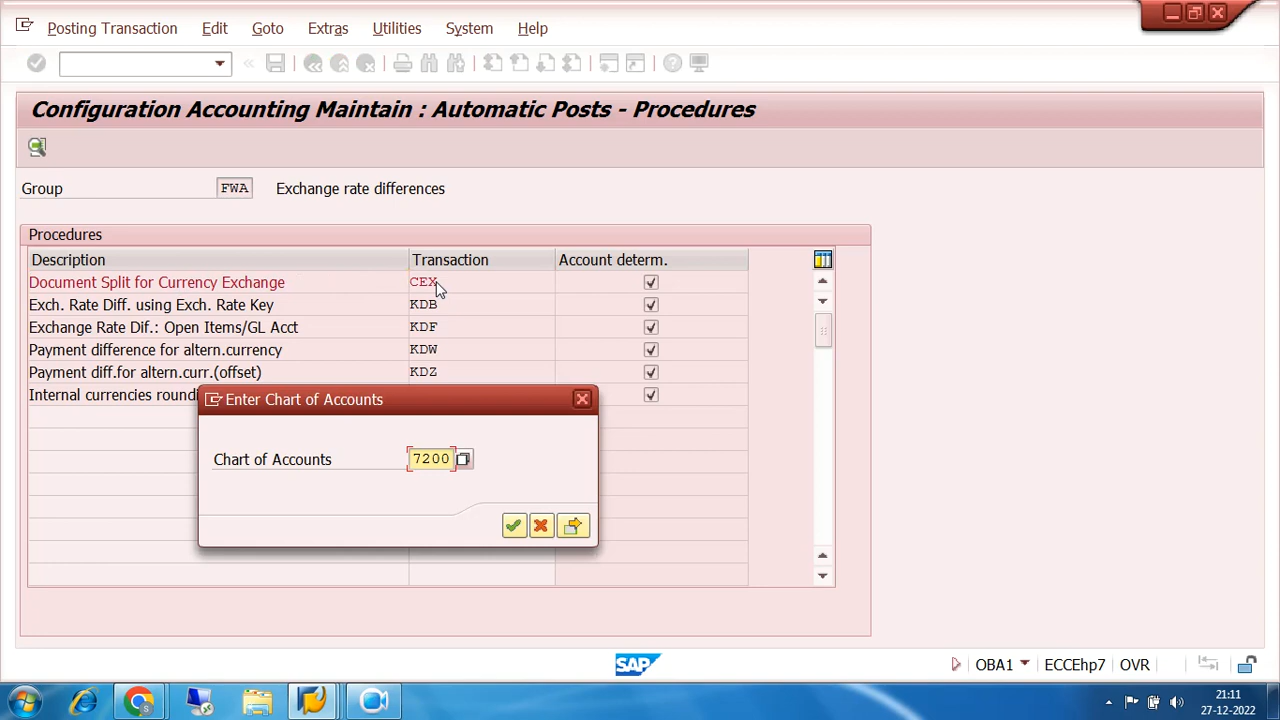 Posting Transaction Edit Goto Extras Utilities System Help
Configuration Accounting Maintain : Automatic Posts - Procedures
Group FWA Exchange rate differences
Procedures
Description Transaction Account determ.
Document Split for Currency Exchange CEX
Exch. Rate Diff. using Exch. Rate Key KDB
Exchange Rate Dif.: Open Items/GL Acct KDF
Payment difference for altern.currency KDW
Payment diff.for altern.curr.(offset) KDZ
Internal currencies roundi
Enter Chart of Accounts
Chart of Accounts 7200
SAP
OBA1 ECCEhp7 OVR
21:11
27-12-2022